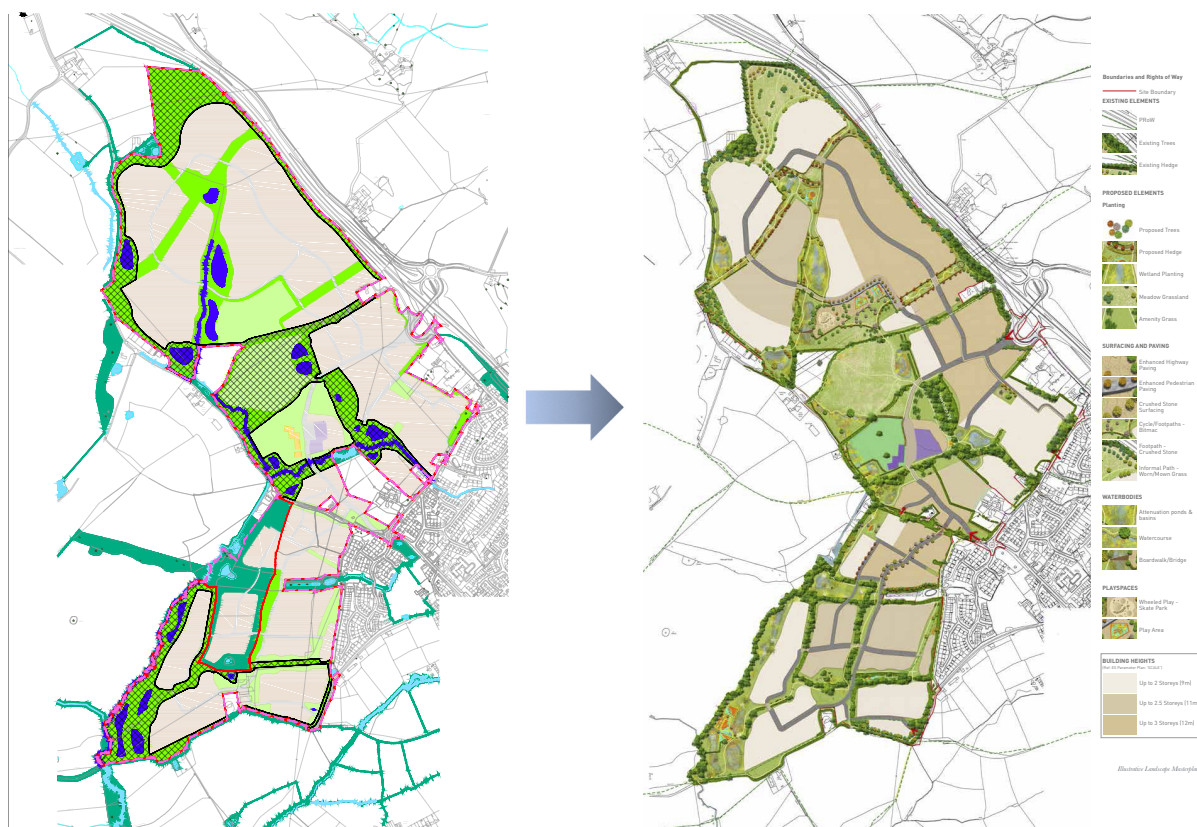 Boundaries and Rights of Way
Site Boundary
EXISTING ELEMENTS
PRoW
Existing Trees
Existing Hedge
PROPOSED ELEMENTS
Planting
Proposed Trees
Proposed Hedge
Wetland Planting
Meadow Grassland
Amenity Grass
SURFACING AND PAVING
Enhanced Highway
Paving
Enhanced Pedestrian
Paving
Crushed Stone
Surfacing
Cycle/Footpaths -
Bitmac
Footpath -
Crushed Stone
Informal Path -
Worn/Mown Grass
WATERBODIES
Attenuation ponds &
basins
Watercourse
Boardwalk/Bridge
PLAYSPACES
Wheeled Play -
Skate Park
Play Area
BUILDING HEIGHTS
Up to 2 Storeys (9m)
Up to 2.5 Storeys (11m
Up to 3 Storeys (12m)
Illustrative Landscape Masterpla